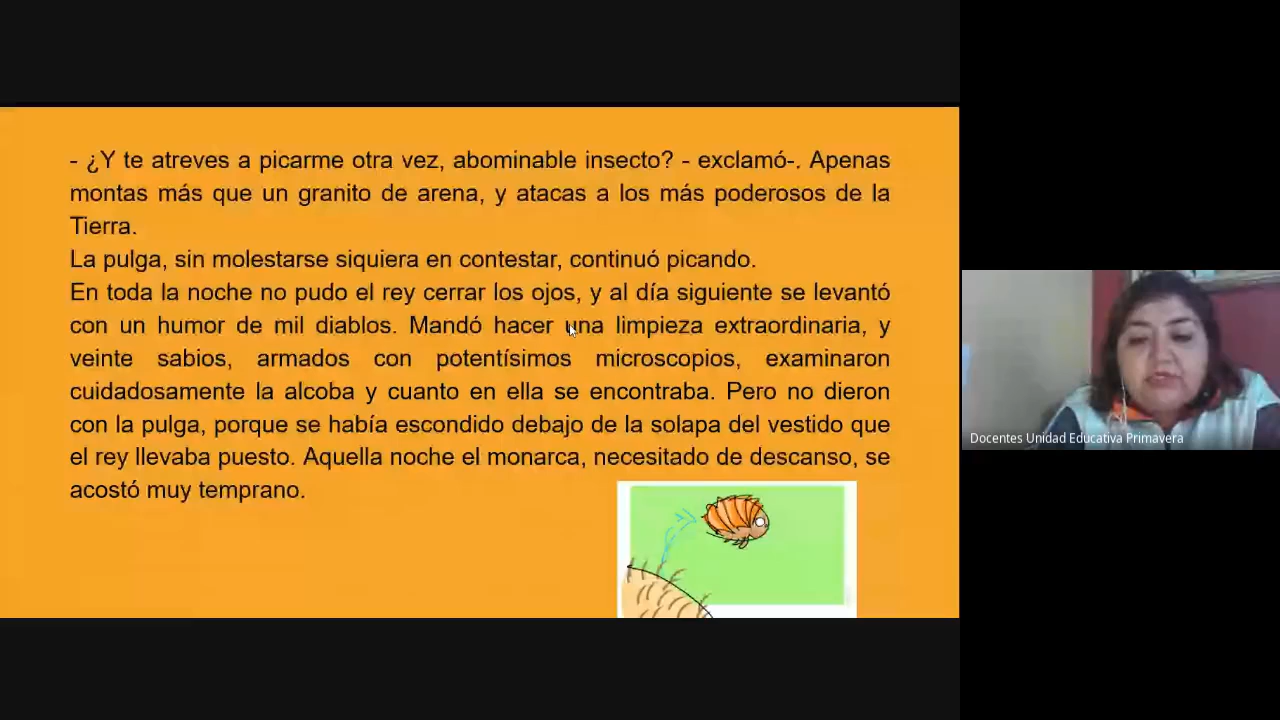 - ¿Y te atreves a picarme otra vez, abominable insecto? - exclamó-. Apenas
montas más que un granito de arena, y atacas a los más poderosos de la
Tierra.
La pulga, sin molestarse siquiera en contestar, continuó picando.
En toda la noche no pudo el rey cerrar los ojos, y al día siguiente se levantó
con un humor de mil diablos. Mandó hacer una limpieza extraordinaria, y
veinte sabios, armados con potentísimos microscopios, examinaron
cuidadosamente la alcoba y cuanto en ella se encontraba. Pero no dieron
con la pulga, porque se había escondido debajo de la solapa del vestido que
el rey llevaba puesto. Aquella noche el monarca, necesitado de descanso, se
acostó muy temprano.
Docentes Unidad Educativa Primavera